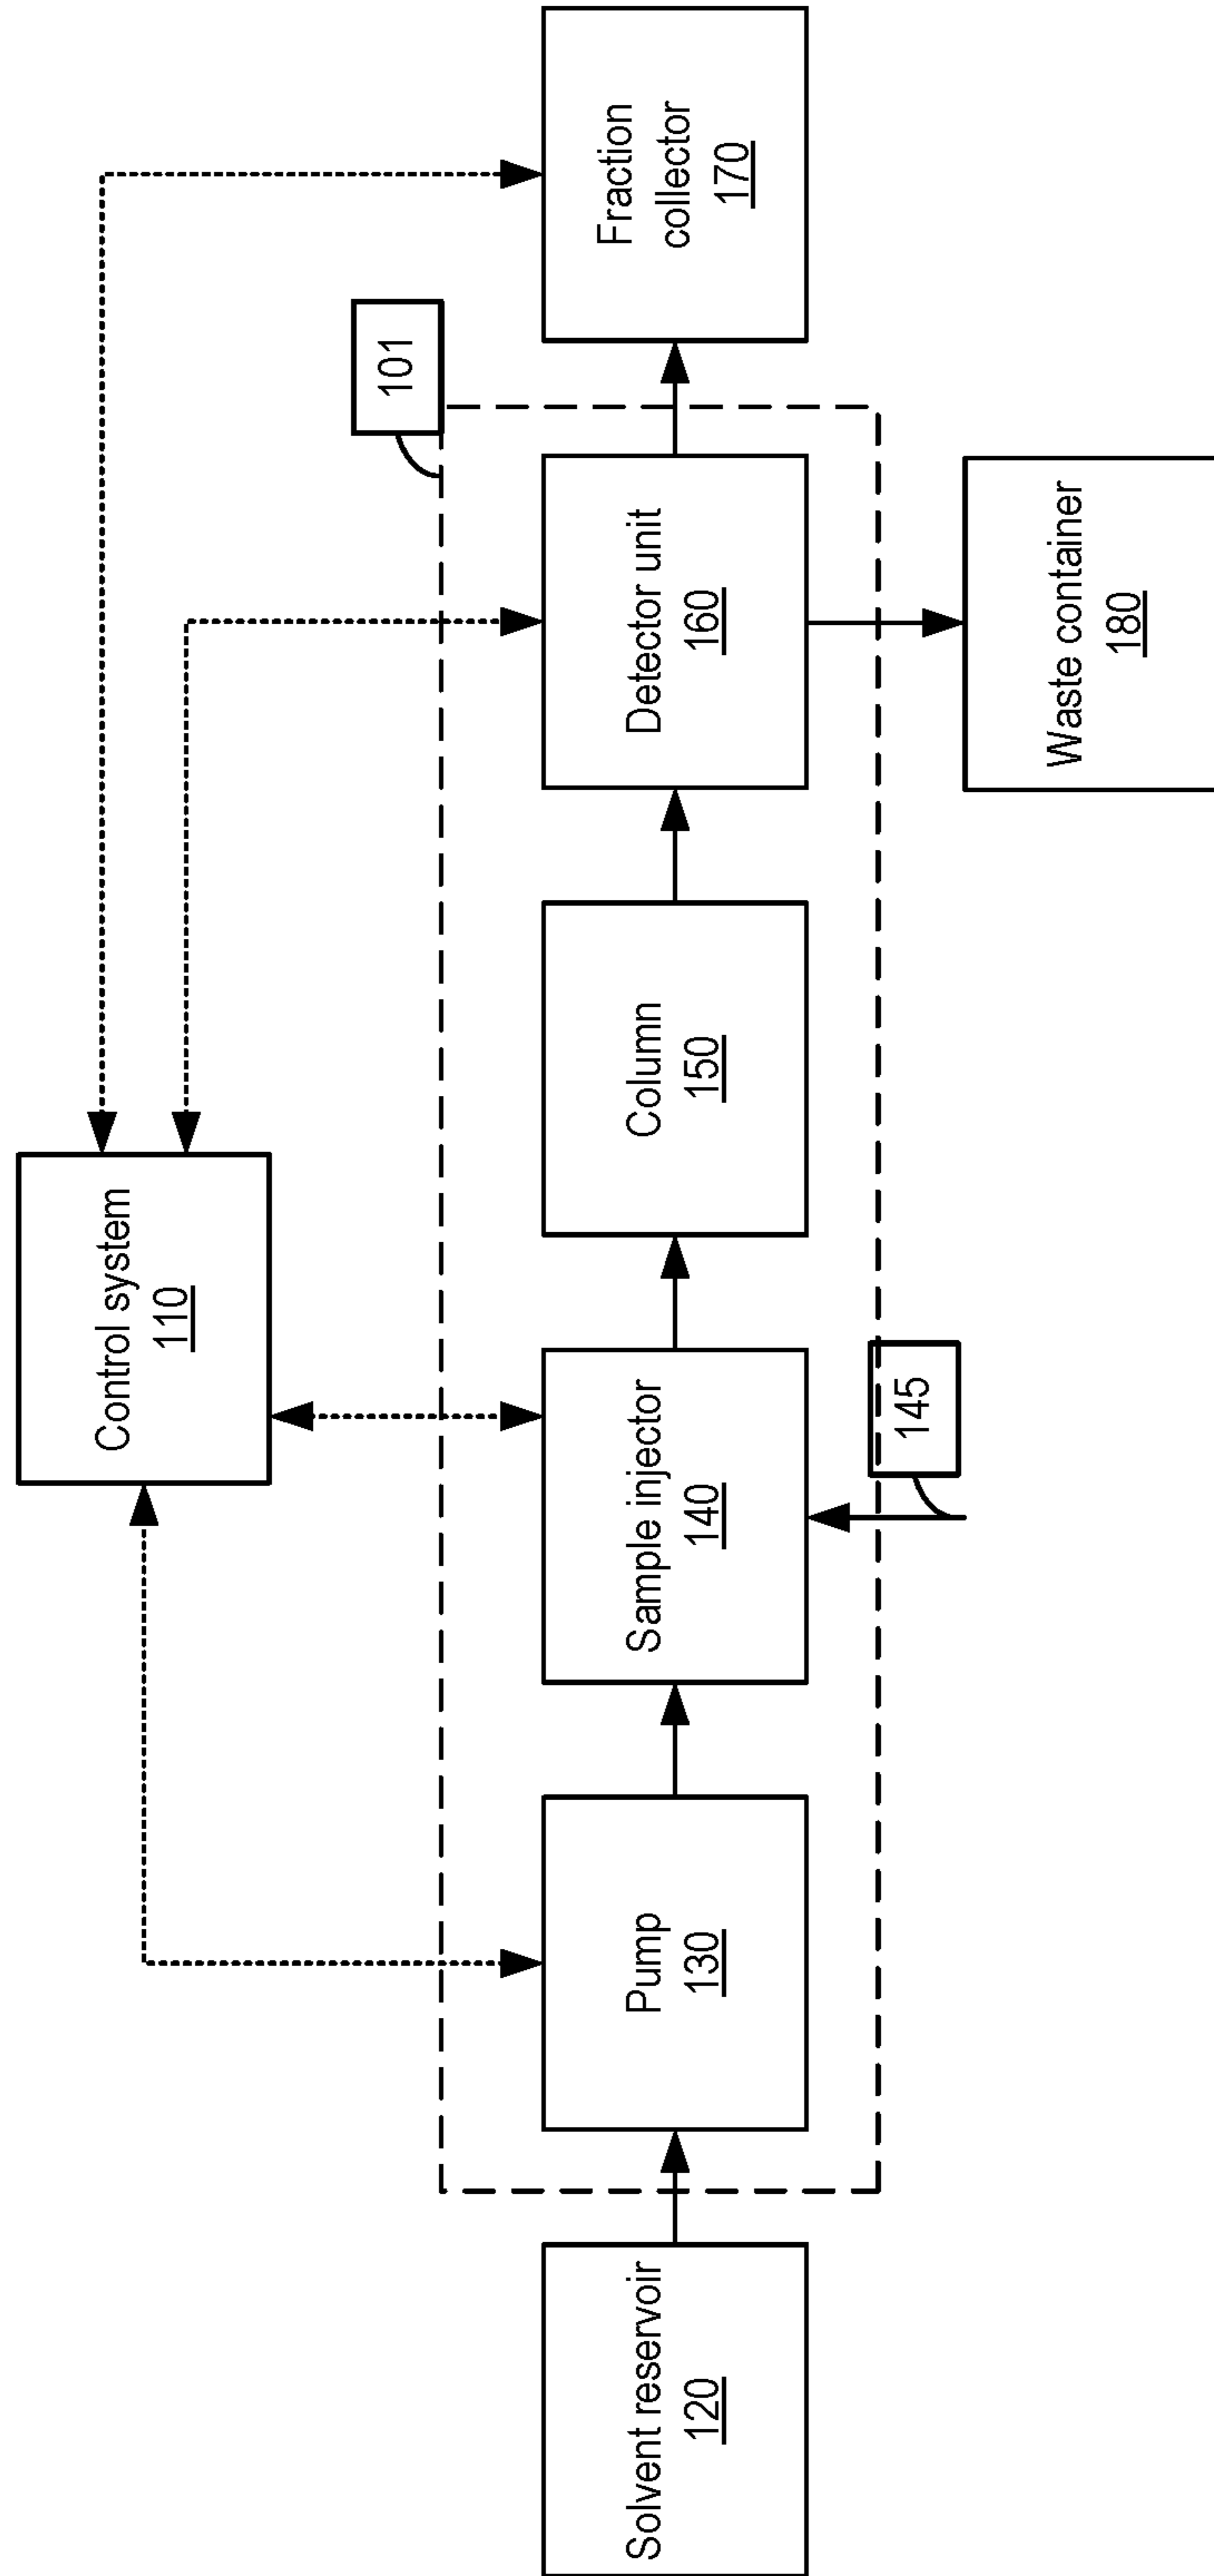 Control system
110
101
Solvent reservoir
120
Pump
130
Sample injector
140
Column
150
Detector unit
160
Fraction
collector
170
145
Waste container
180